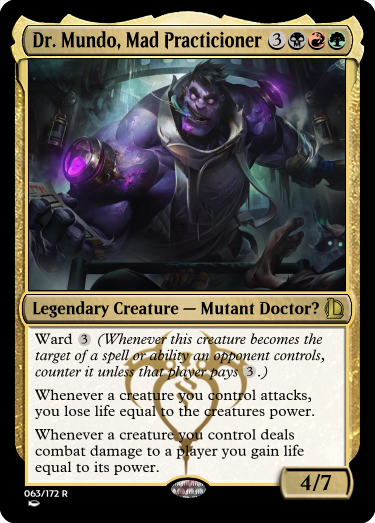 Dr. Mundo, Mad Practicioner 3
Legendary Creature — Mutant Doctor?
Ward 3 (Whenever this creature becomes the
target of a spell or ability an opponent controls,
counter it unless that player pays 3.)
Whenever a creature you control attacks,
you lose life equal to the creatures power.
Whenever a creature you control deals
combat damage to a player you gain life
equal to its power.
4/7
063/172 R